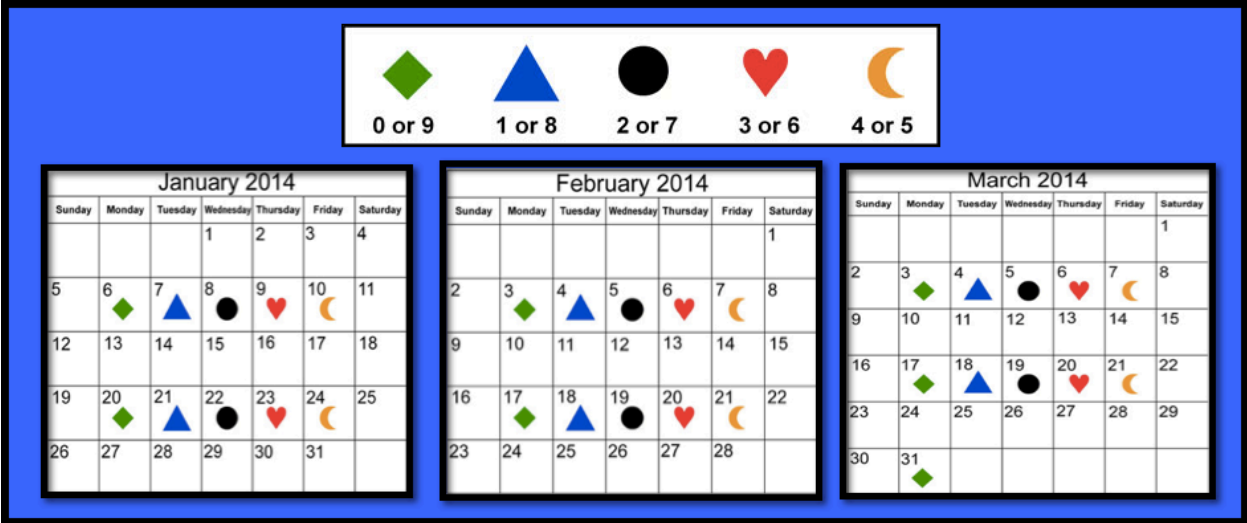 0 or 9 1 or 8 2 or 7 3 or 6 4 or 5
January 2014
Sunday Monday Tuesday Wednesday Thursday Friday Saturday
1 2 3 4
5 6 7 8 9 10 11
12 13 14 15 16 17 18
19 20 21 22 23 24 25
26 27 28 29 30 31
February 2014
Sunday Monday Tuesday Wednesday Thursday Friday Saturday
1
2 3 4 5 6 7 8
9 10 11 12 13 14 15
16 17 18 19 20 21 22
23 24 25 26 27 28
March 2014
Sunday Monday Tuesday Wednesday Thursday Friday Saturday
1
2 3 4 5 6 7 8
9 10 11 12 13 14 15
16 17 18 19 20 21 22
23 24 25 26 27 28 29
30 31